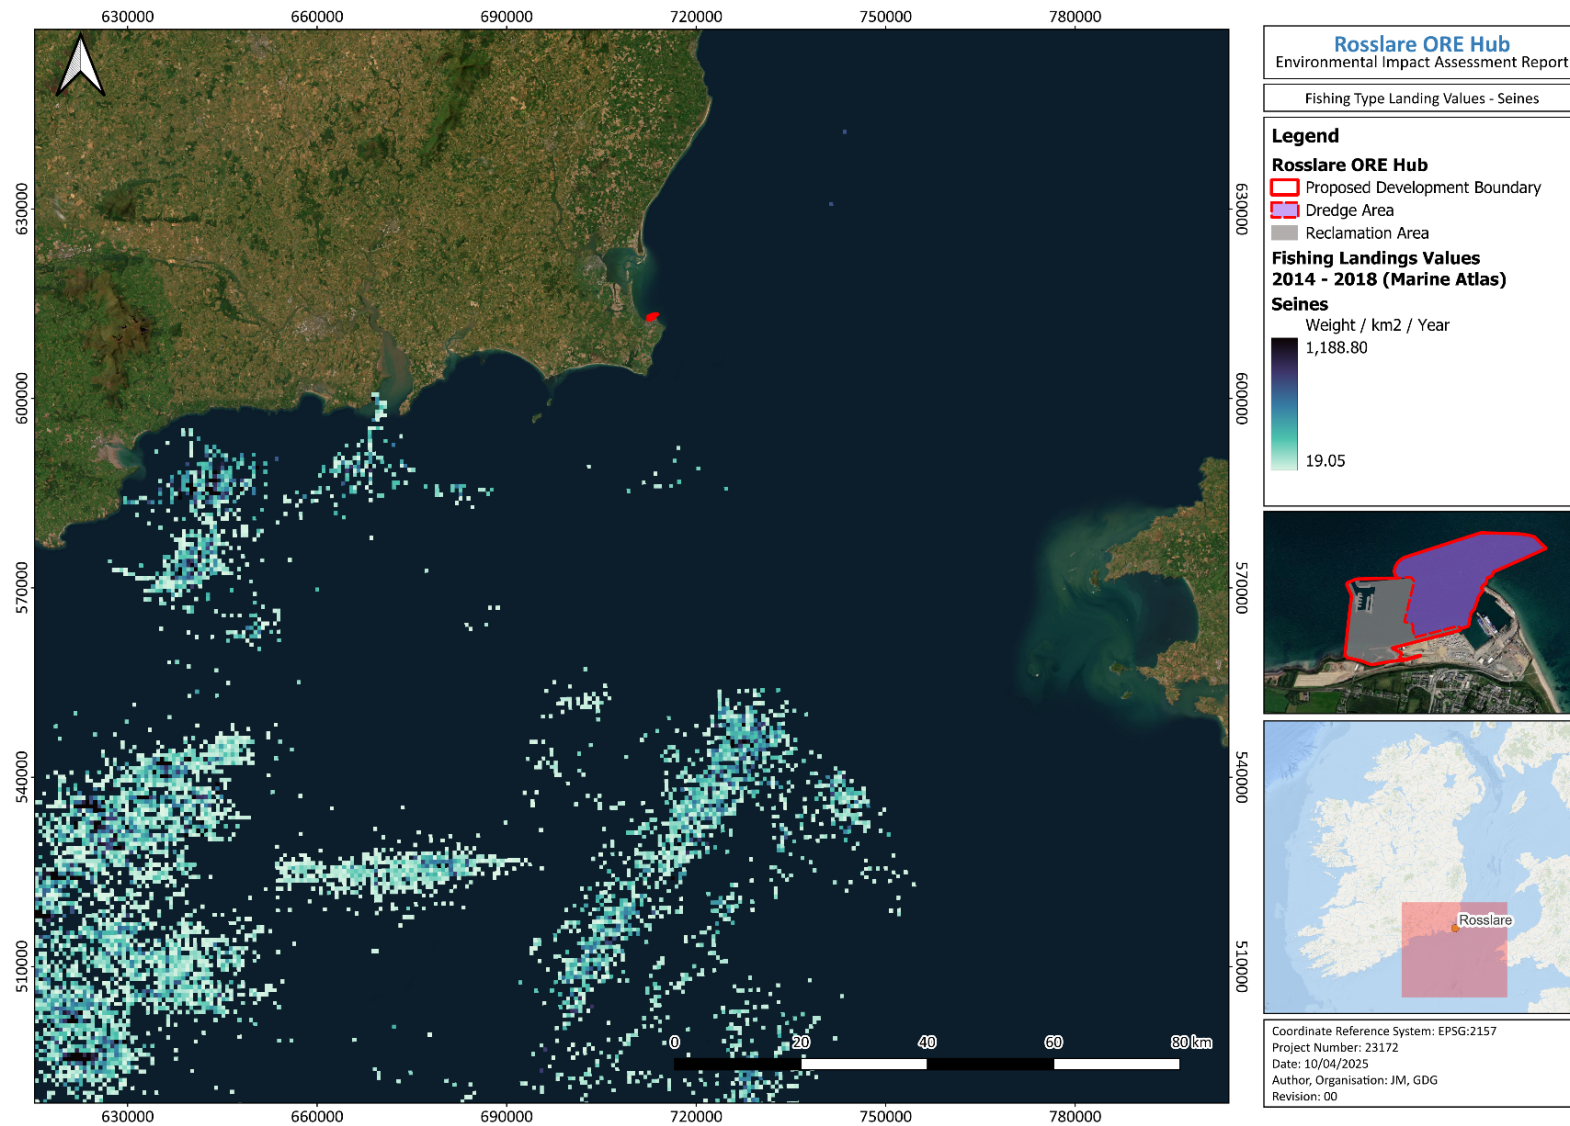 630000
660000
690000
720000
750000
780000
630000
600000
570000
540000
510000
630000
600000
570000
540000
510000
0
20
40
60
80 km
630000
660000
690000
720000
750000
780000
Rosslare ORE Hub
Environmental Impact Assessment Report
Fishing Type Landing Values - Seines
Legend
Rosslare ORE Hub
Proposed Development Boundary
Dredge Area
Reclamation Area
Fishing Landings Values
2014 - 2018 (Marine Atlas)
Seines
Weight / km2 / Year
1,188.80
19.05
Rosslare
Coordinate Reference System: EPSG:2157
Project Number: 23172
Date: 10/04/2025
Author, Organisation: JM, GDG
Revision: 00